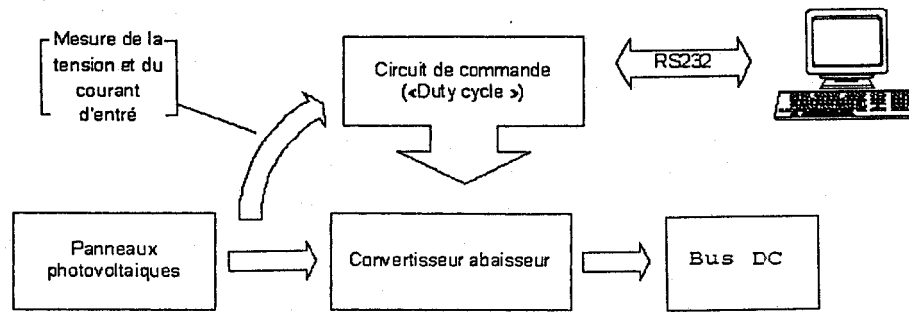 Mesure de la
tension et du
courant
d'entré
Circuit de commande
(«Duty cycle »)
RS232
Panneaux
photovoltaiques
Convertisseur abaisseur
Bus DC